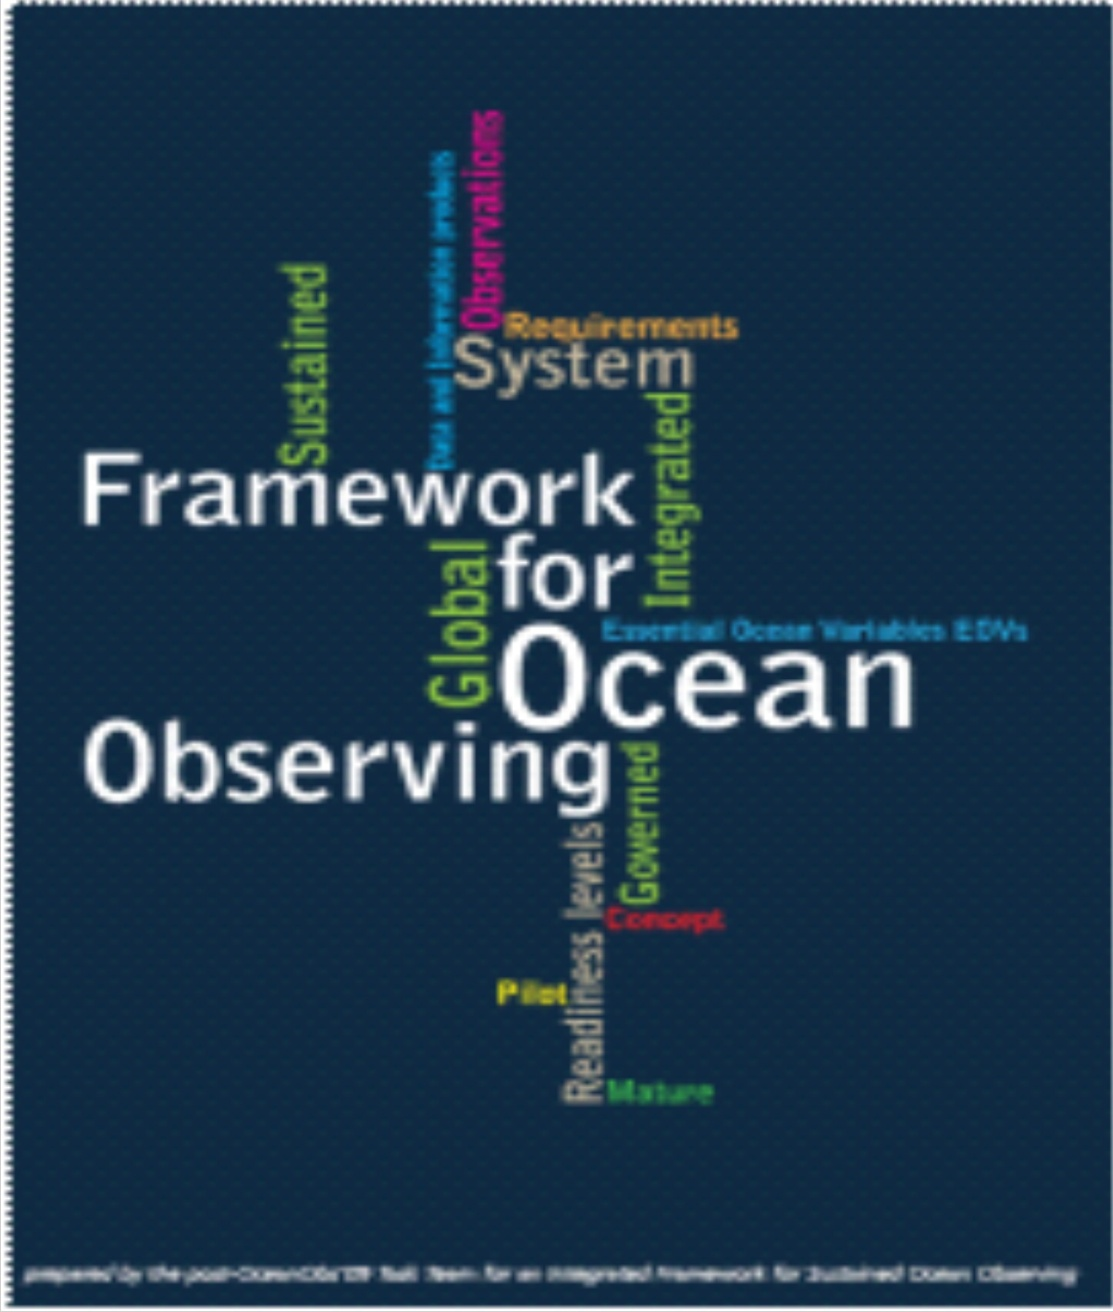 Observations
Data and Information products
Sustained
Requirements
System
Integrated
Framework
for
Global
Essential Ocean Variables EOVs
Ocean
Observing
Governed
Readiness levels
Concept
Pilot
Mature
prepared by the post-OceanObs'09 Task Team for an Integrated Framework for Sustained Ocean Observing